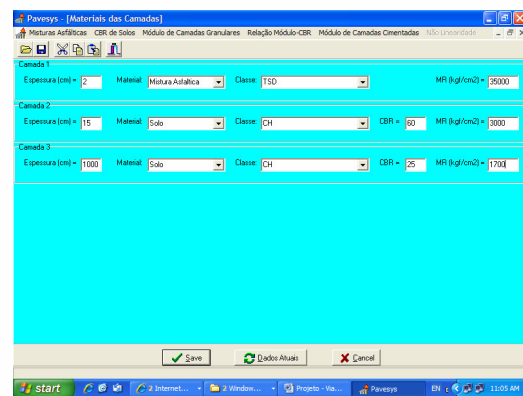 Pavesys - [Materiais das Camadas]
Misturas Asfálticas CBR de Solos Módulo de Camadas Granulares Relação Módulo-CBR Módulo de Camadas Cimentadas Não Linearidade
Camada 1
Espessura (cm) = 2 Material: Mistura Asfaltica Classe: TSD MR (kgf/cm2) = 35000
Camada 2
Espessura (cm) = 15 Material: Solo Classe: CH CBR = 60 MR (kgf/cm2) = 3000
Camada 3
Espessura (cm) = 1000 Material: Solo Classe: CH CBR = 25 MR (kgf/cm2) = 1700
Save Dados Atuais Cancel
start 2 Internet... 2 Window... Projeto - Via... Pavesys EN 11:05 AM